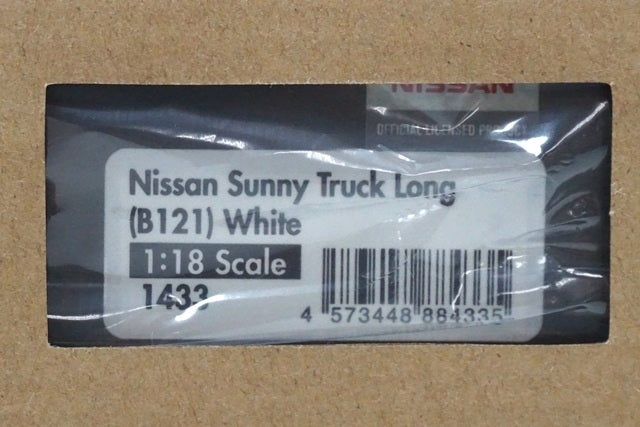 NISSAN
OFFICIAL LICENSED PRODUCT
Nissan Sunny Truck Long
(B121) White
1:18 Scale
1433
4 573448 884335